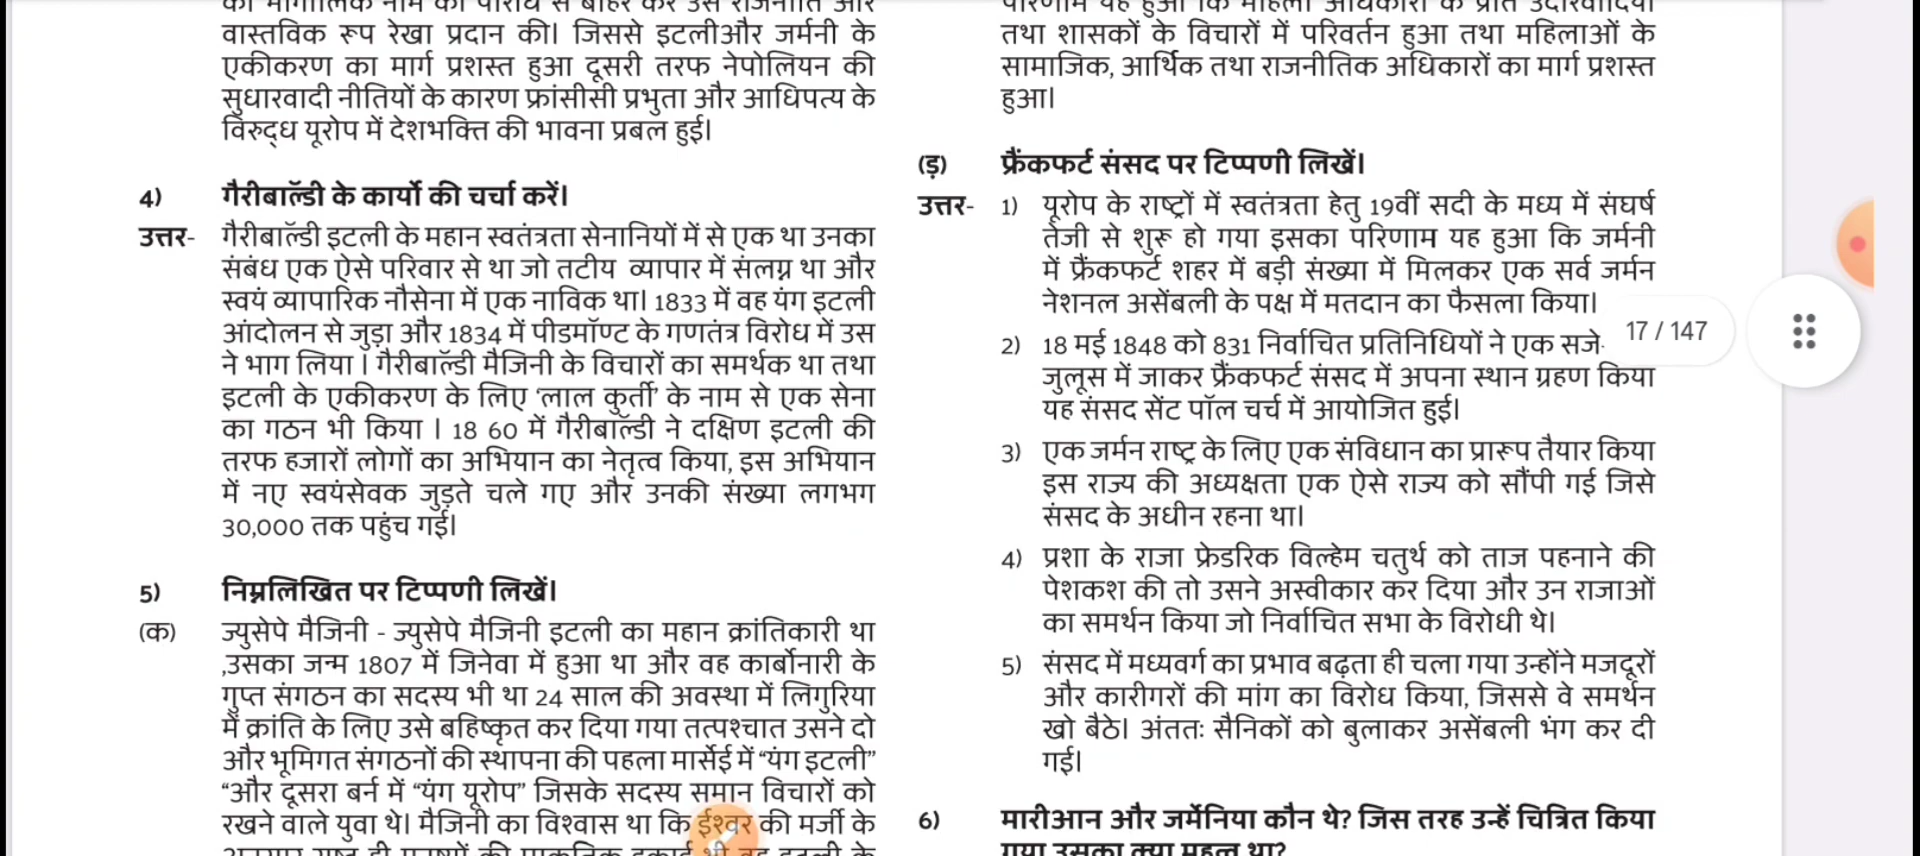 वास्तविक रूप रेखा प्रदान की। जिससे इटलीऔर जर्मनी के
एकीकरण का मार्ग प्रशस्त हुआ दूसरी तरफ नेपोलियन की
सुधारवादी नीतियों के कारण फ्रांसीसी प्रभुता और आधिपत्य के
विरुद्ध यूरोप में देशभक्ति की भावना प्रबल हुई।
4) गैरीबाल्डी के कार्यो की चर्चा करें।
उत्तर- गैरीबाल्डी इटली के महान स्वतंत्रता सेनानियों में से एक था उनका
संबंध एक ऐसे परिवार से था जो तटीय व्यापार में संलग्न था और
स्वयं व्यापारिक नौसेना में एक नाविक था। 1833 में वह यंग इटली
आंदोलन से जुड़ा और 1834 में पीडमॉण्ट के गणतंत्र विरोध में उस
ने भाग लिया । गैरीबाल्डी मैजिनी के विचारों का समर्थक था तथा
इटली के एकीकरण के लिए ‘लाल कुर्ती’ के नाम से एक सेना
का गठन भी किया । 18 60 में गैरीबॉल्डी ने दक्षिण इटली की
तरफ हजारों लोगों का अभियान का नेतृत्व किया, इस अभियान
में नए स्वयंसेवक जुड़ते चले गए और उनकी संख्या लगभग
30,000 तक पहुंच गई।
5) निम्नलिखित पर टिप्पणी लिखें।
(क) ज्युसेपे मैजिनी - ज्युसेपे मैजिनी इटली का महान क्रांतिकारी था
,उसका जन्म 1807 में जिनेवा में हुआ था और वह कार्बोनारी के
गुप्त संगठन का सदस्य भी था 24 साल की अवस्था में लिगुरिया
में क्रांति के लिए उसे बहिष्कृत कर दिया गया तत्पश्चात उसने दो
और भूमिगत संगठनों की स्थापना की पहला मार्सेई में “यंग इटली”
“और दूसरा बर्न में “यंग यूरोप” जिसके सदस्य समान विचारों को
रखने वाले युवा थे। मैजिनी का विश्वास था कि ईश्वर की मर्जी के
तथा शासकों के विचारों में परिवर्तन हुआ तथा महिलाओं के
सामाजिक, आर्थिक तथा राजनीतिक अधिकारों का मार्ग प्रशस्त
हुआ।
(ड़) फ्रैंकफर्ट संसद पर टिप्पणी लिखें।
उत्तर- 1) यूरोप के राष्ट्रों में स्वतंत्रता हेतु 19वीं सदी के मध्य में संघर्ष
तेजी से शुरू हो गया इसका परिणाम यह हुआ कि जर्मनी
में फ्रैंकफर्ट शहर में बड़ी संख्या में मिलकर एक सर्व जर्मन
नेशनल असेंबली के पक्ष में मतदान का फैसला किया।
2) 18 मई 1848 को 831 निर्वाचित प्रतिनिधियों ने एक सजे
जुलूस में जाकर फ्रैंकफर्ट संसद में अपना स्थान ग्रहण किया
यह संसद सेंट पॉल चर्च में आयोजित हुई।
3) एक जर्मन राष्ट्र के लिए एक संविधान का प्रारूप तैयार किया
इस राज्य की अध्यक्षता एक ऐसे राज्य को सौंपी गई जिसे
संसद के अधीन रहना था।
4) प्रशा के राजा फ्रेडरिक विल्हेम चतुर्थ को ताज पहनाने की
पेशकश की तो उसने अस्वीकार कर दिया और उन राजाओं
का समर्थन किया जो निर्वाचित सभा के विरोधी थे।
5) संसद में मध्यवर्ग का प्रभाव बढ़ता ही चला गया उन्होंने मजदूरों
और कारीगरों की मांग का विरोध किया, जिससे वे समर्थन
खो बैठे। अंततः सैनिकों को बुलाकर असेंबली भंग कर दी
गई।
6) मारीआन और जर्मेनिया कौन थे? जिस तरह उन्हें चित्रित किया
गया उसका क्या महत्व था?
17 / 147